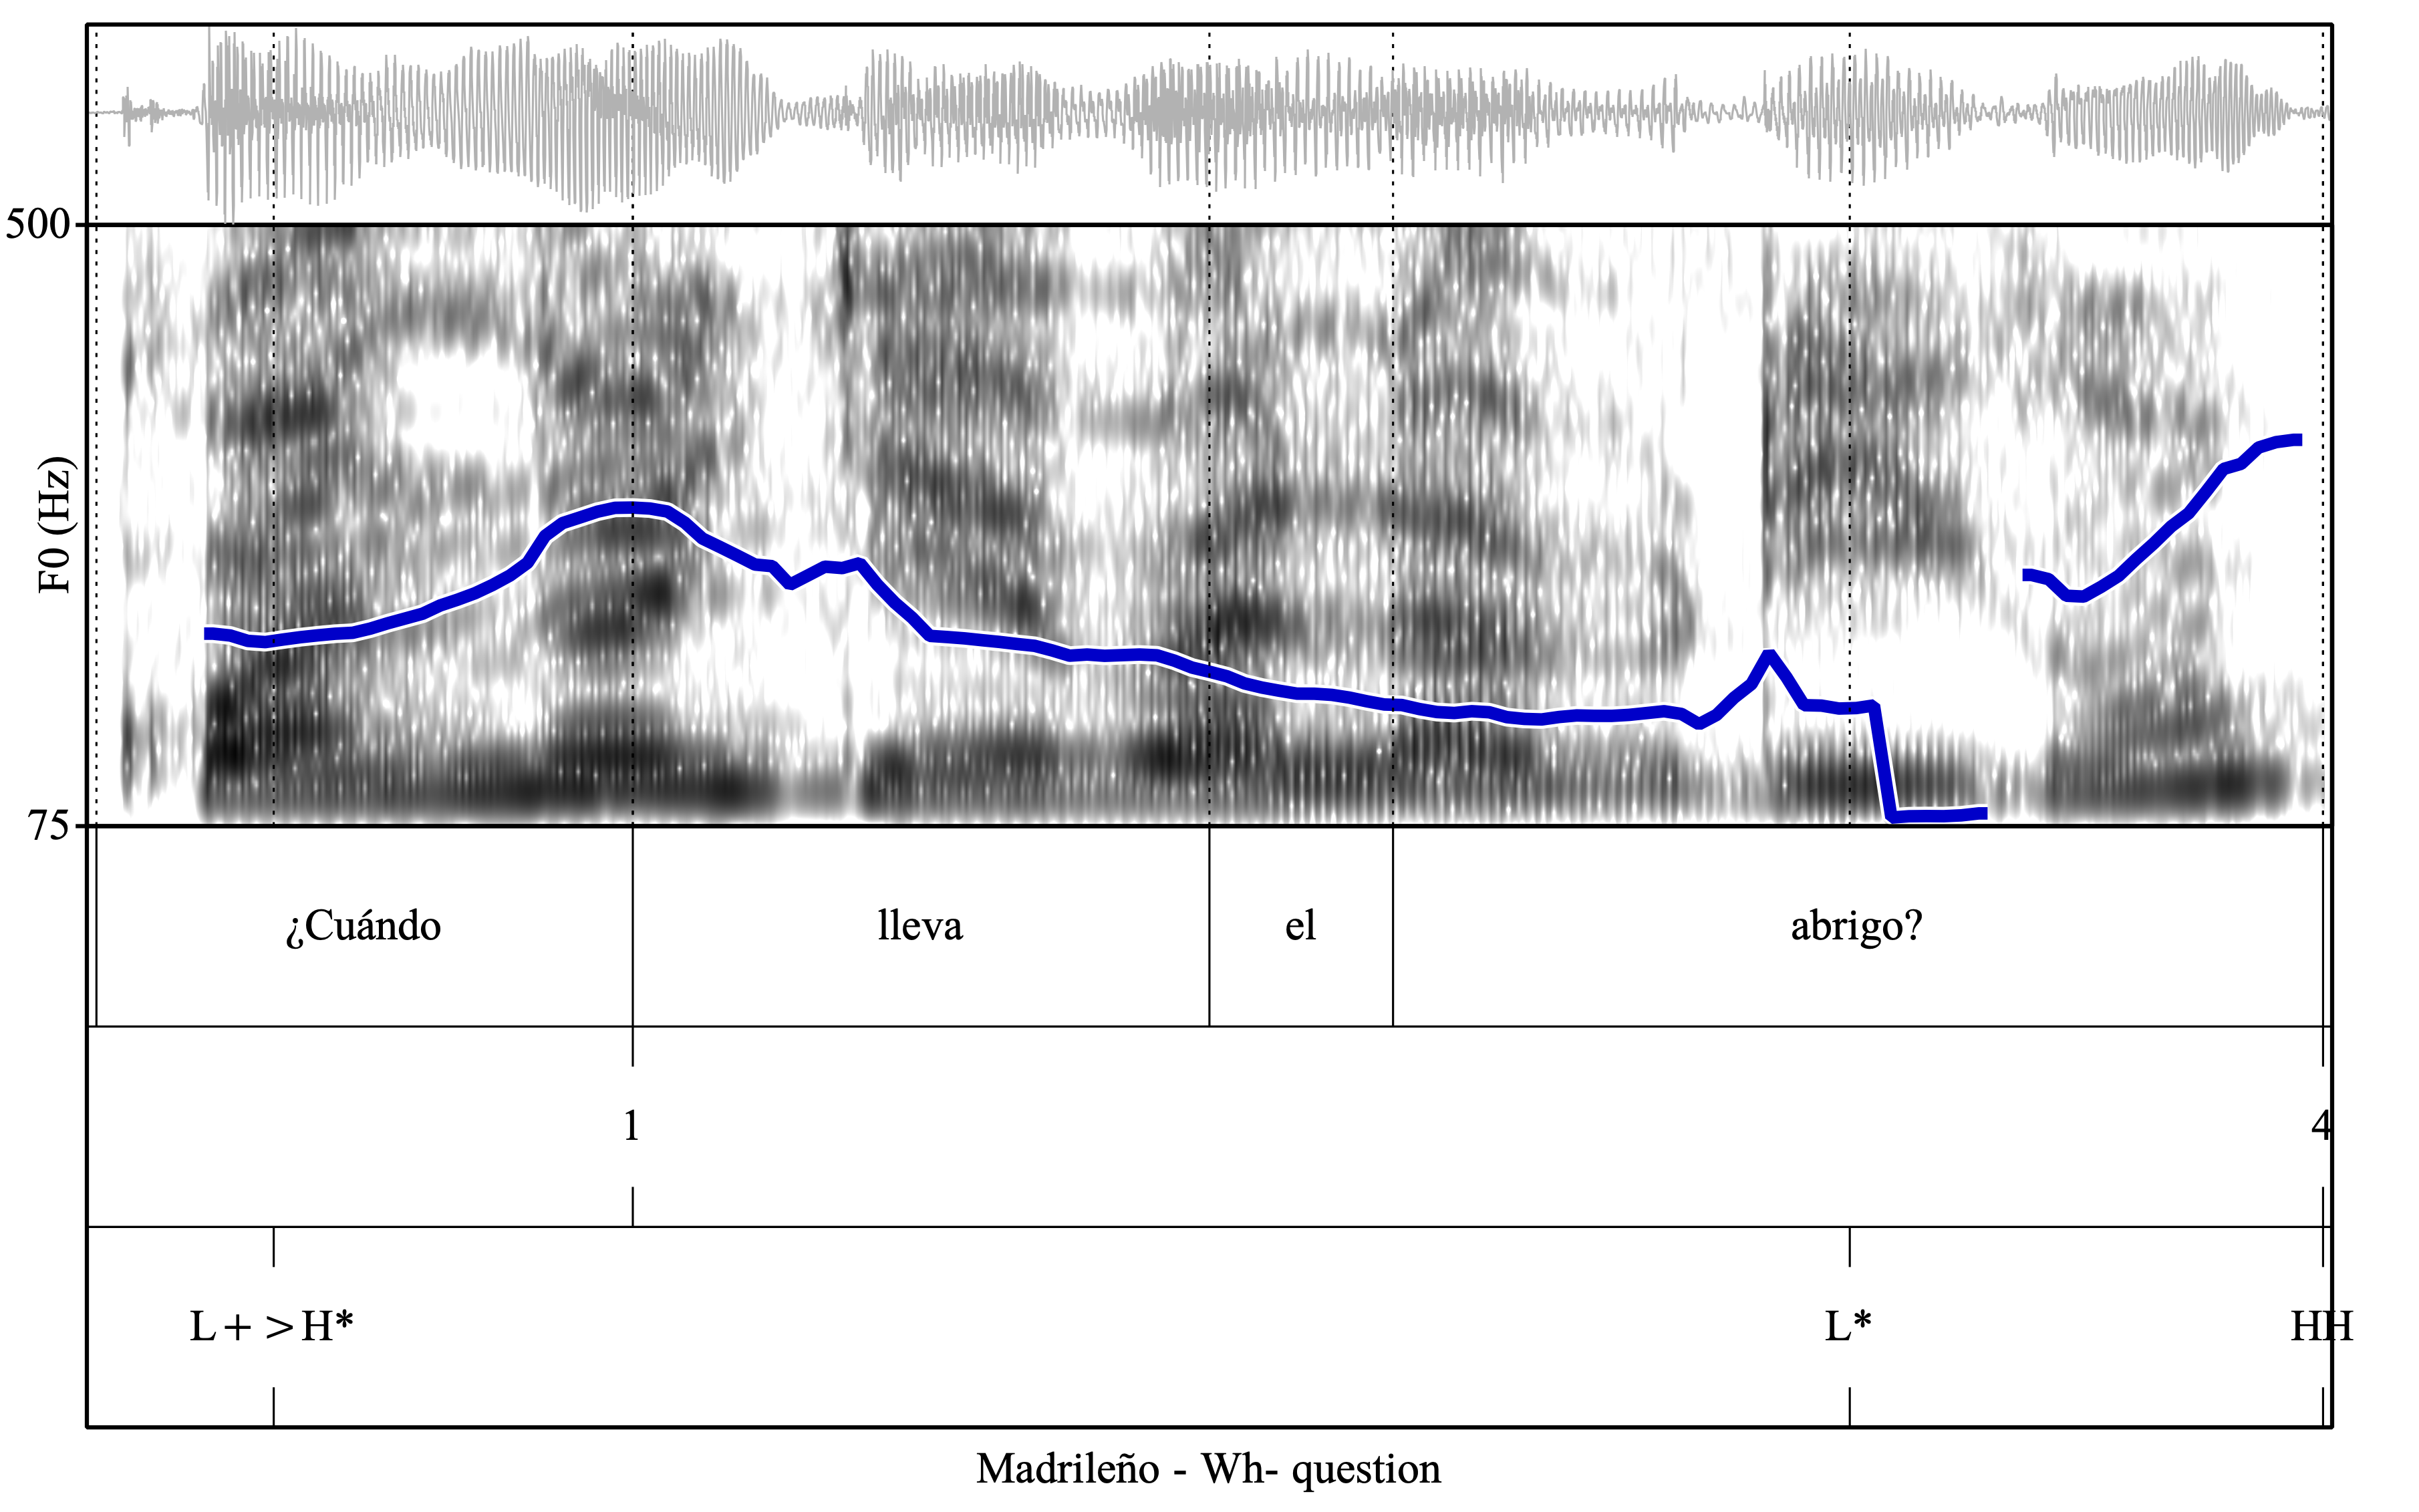 500
F0 (Hz)
75
¿Cuándo lleva el abrigo?
1 4
L + > H* L* HH
Madrileño - Wh- question